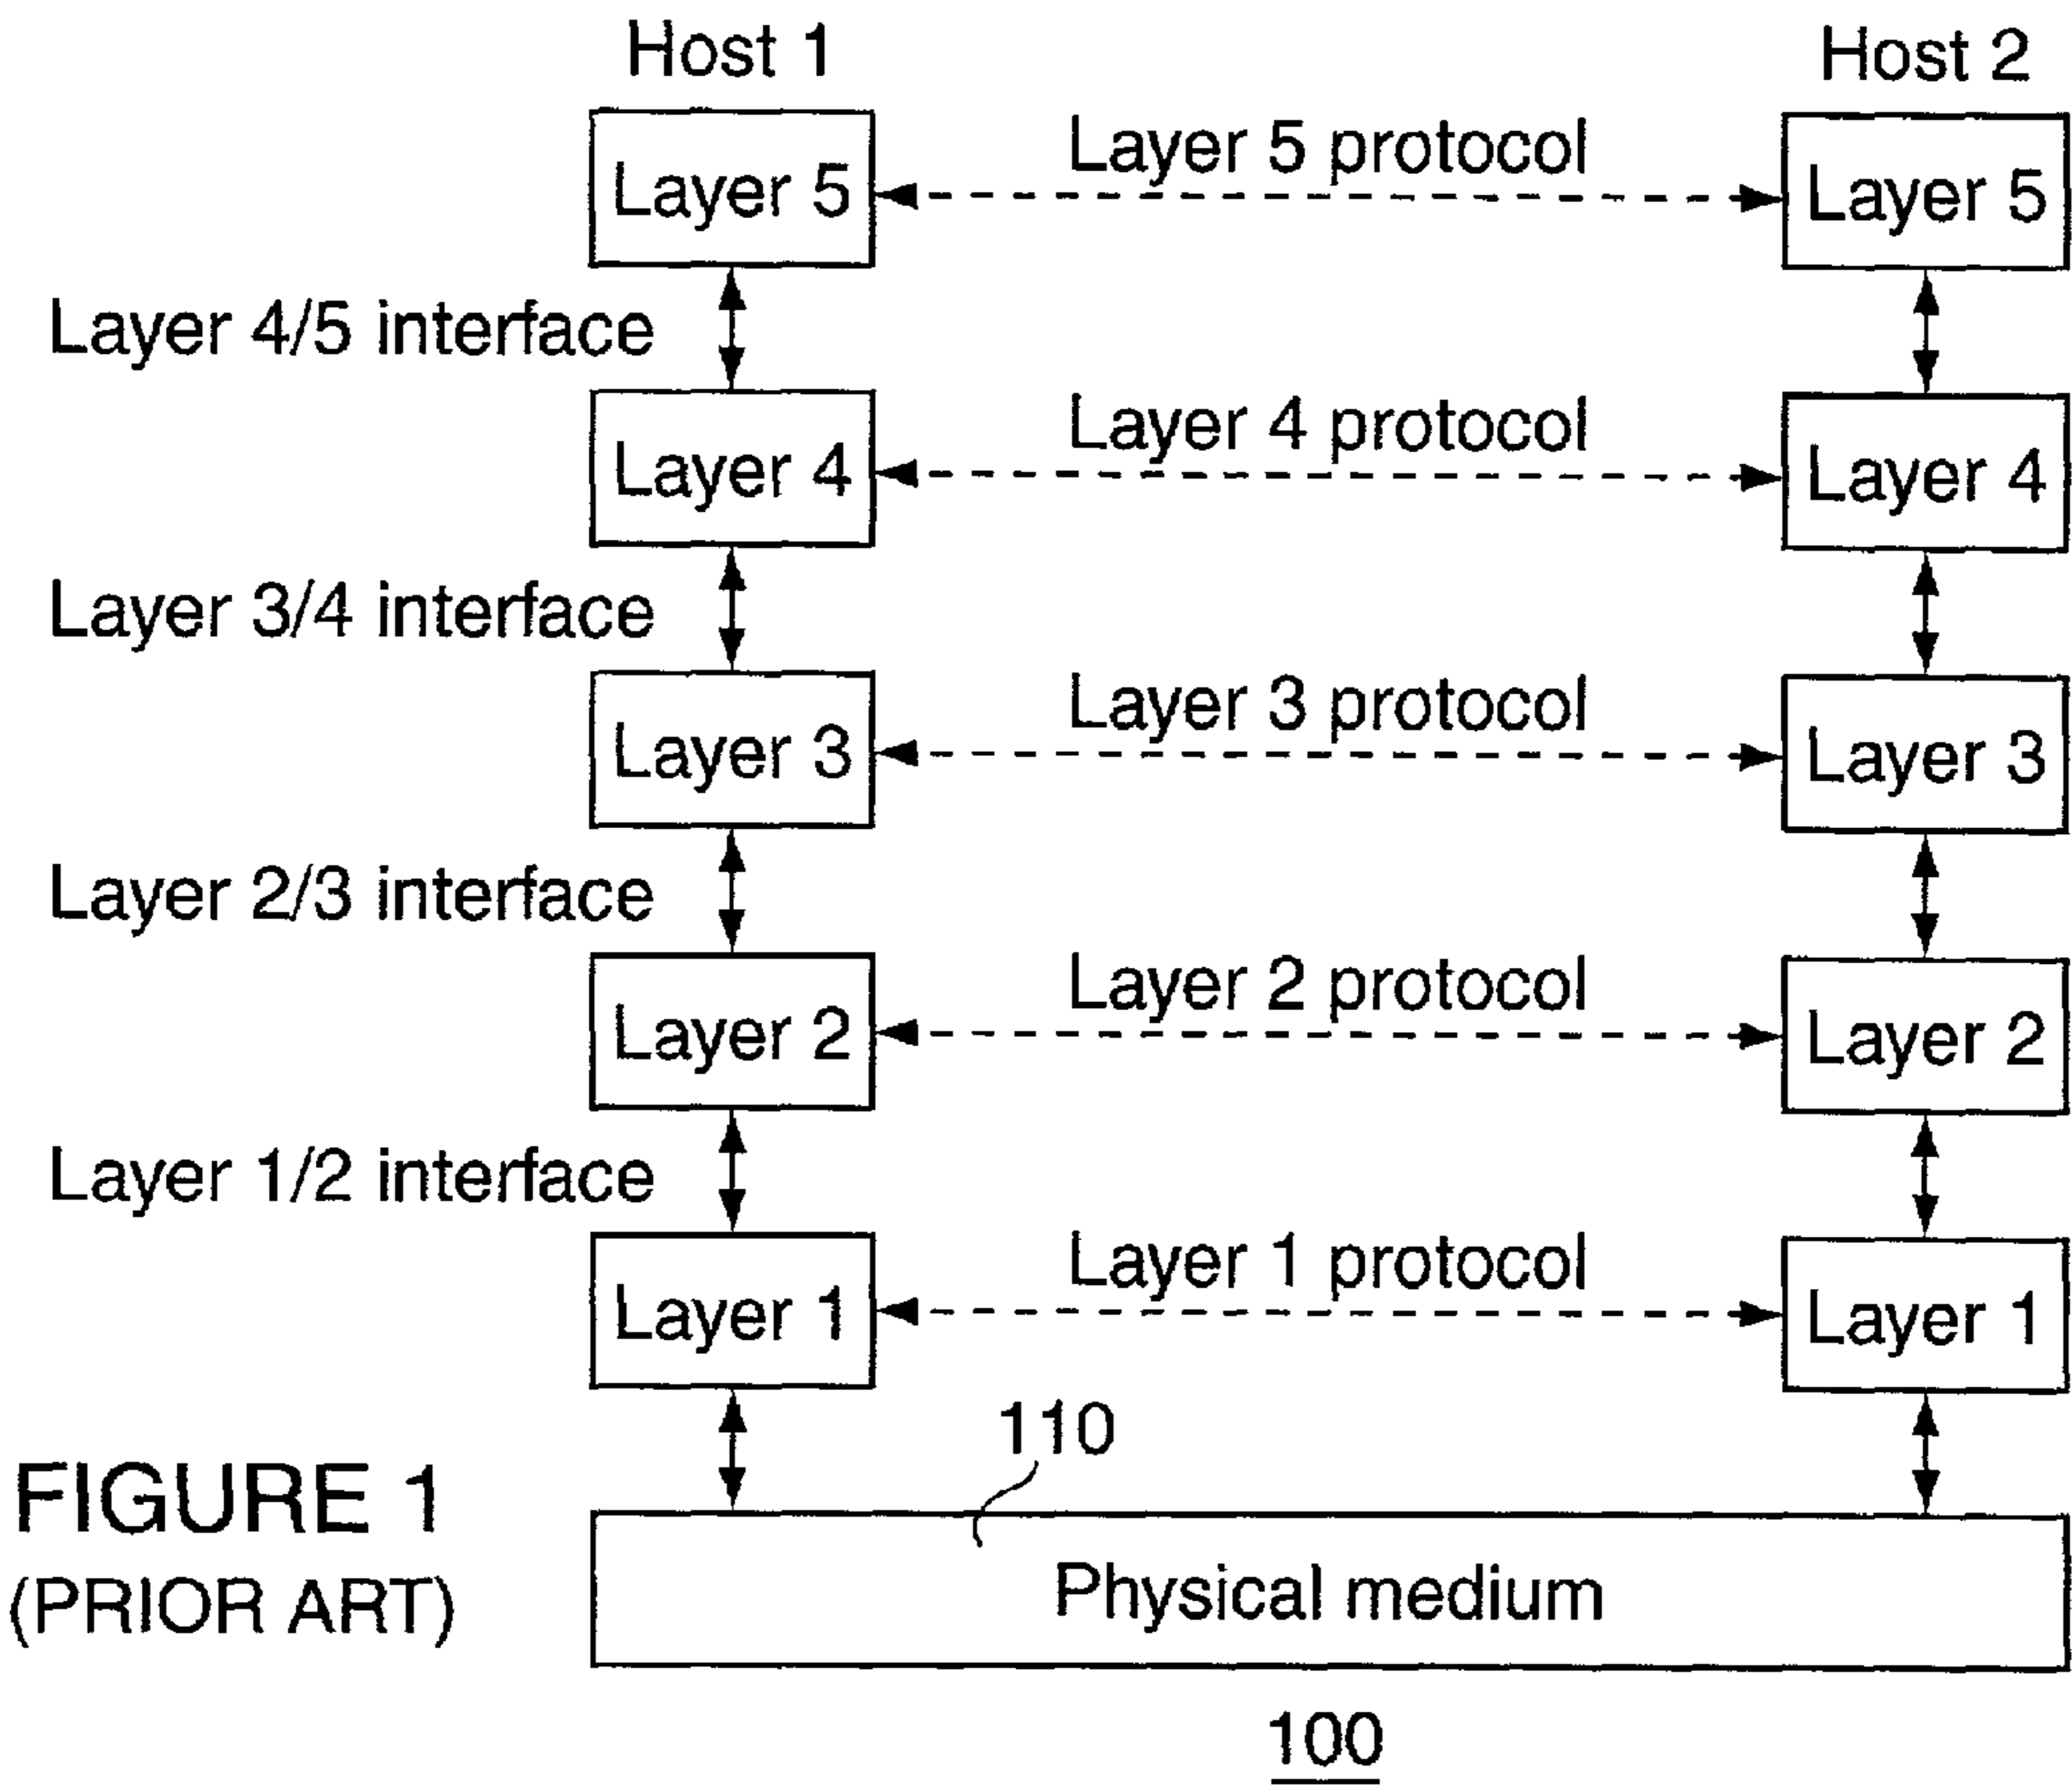 Host 1
Host 2
Layer 5 protocol
Layer 5
Layer 5
Layer 4/5 interface
Layer 4 protocol
Layer 4
Layer 4
Layer 3/4 interface
Layer 3 protocol
Layer 3
Layer 3
Layer 2/3 interface
Layer 2 protocol
Layer 2
Layer 2
Layer 1/2 interface
Layer 1 protocol
Layer 1
Layer 1
110
FIGURE 1
(PRIOR ART)
Physical medium
100